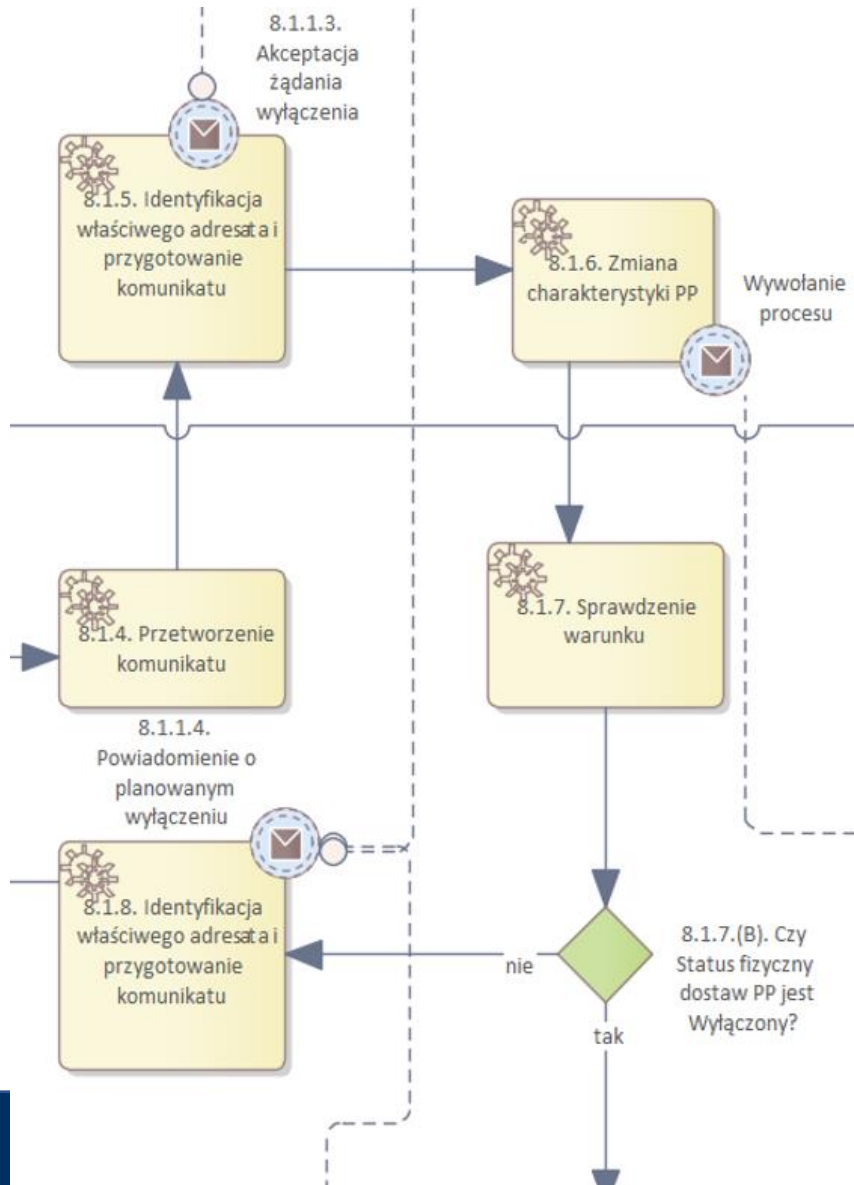 8.1.1.3.
Akceptacja
żądania
wyłączenia
8.1.5. Identyfikacja
właściwego adresata i
przygotowanie
komunikatu
8.1.6. Zmiana
charakterystyki PP
Wywołanie
procesu
8.1.4. Przetworzenie
komunikatu
8.1.7. Sprawdzenie
warunku
8.1.1.4.
Powiadomienie o
planowanym
wyłączeniu
8.1.8. Identyfikacja
właściwego adresata i
przygotowanie
komunikatu
nie
8.1.7.(B). Czy
Status fizyczny
dostaw PP jest
Wyłączony?
tak